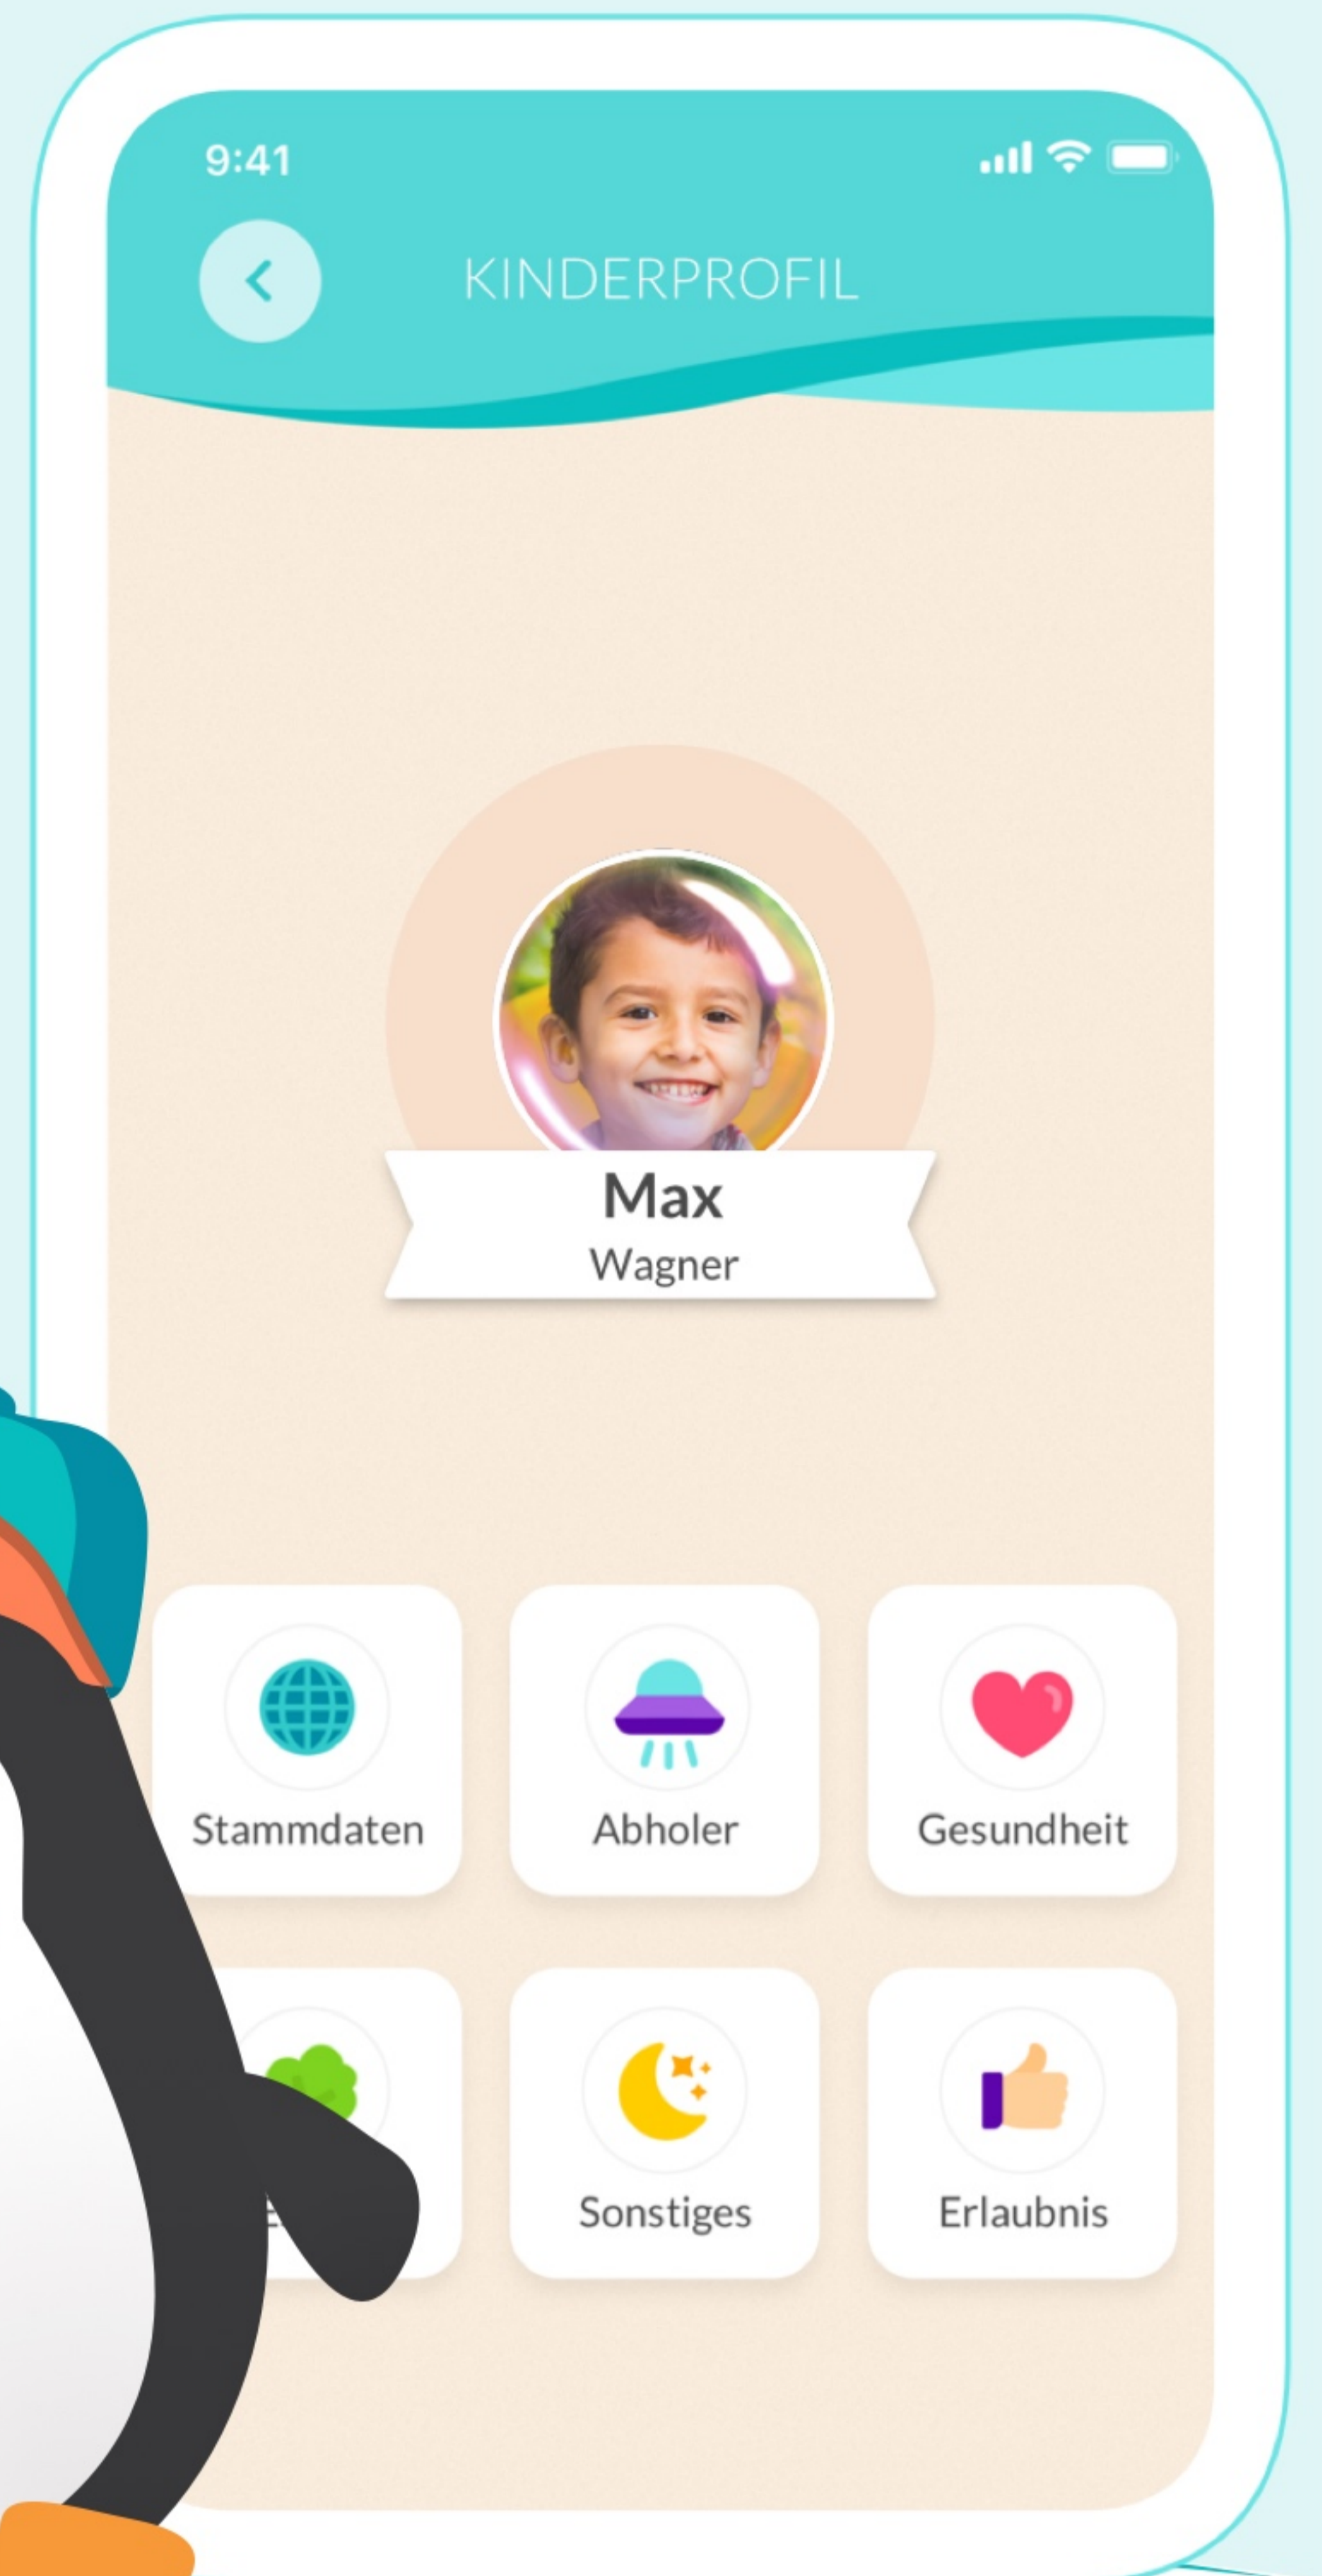 9:41
KINDERPROFIL
Max
Wagner
Stammdaten
Abholer
Gesundheit
Sonstiges
Erlaubnis